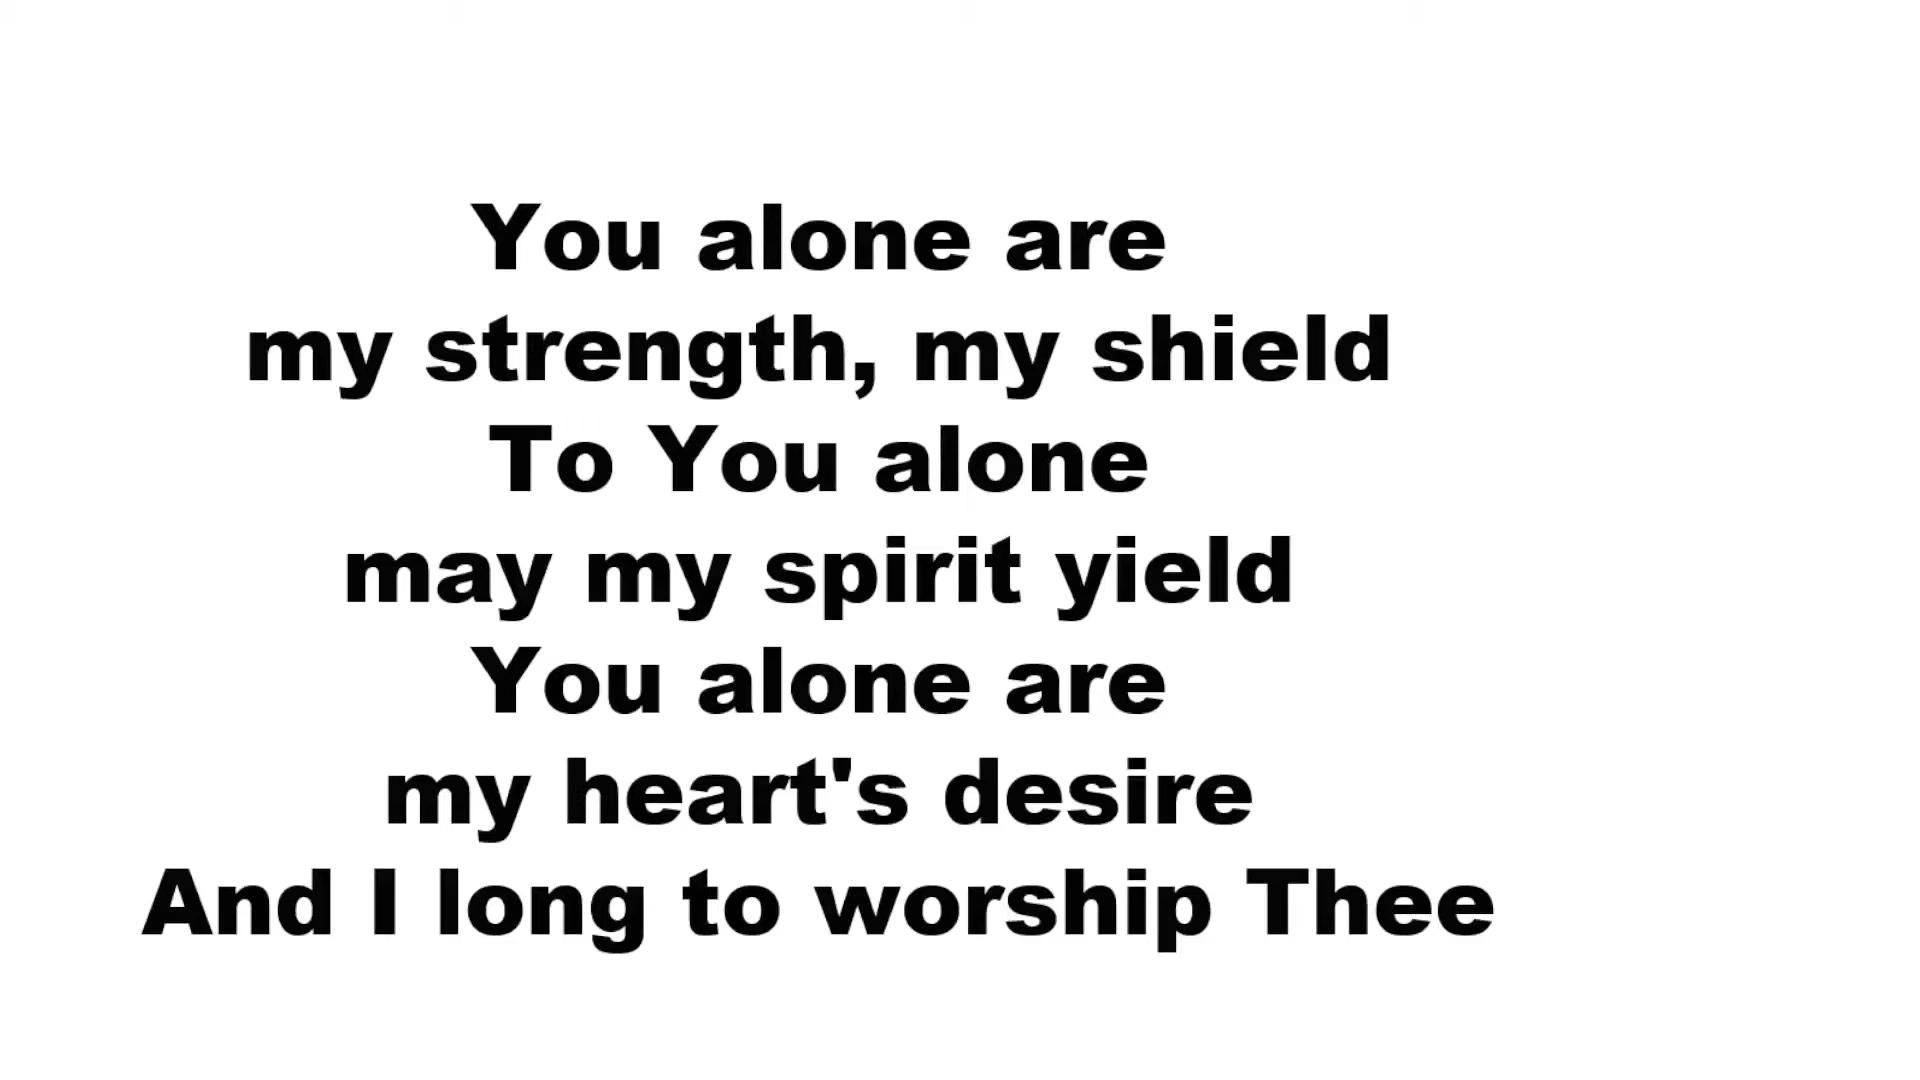 You alone are
my strength, my shield
To You alone
may my spirit yield
You alone are
my heart's desire
And I long to worship Thee